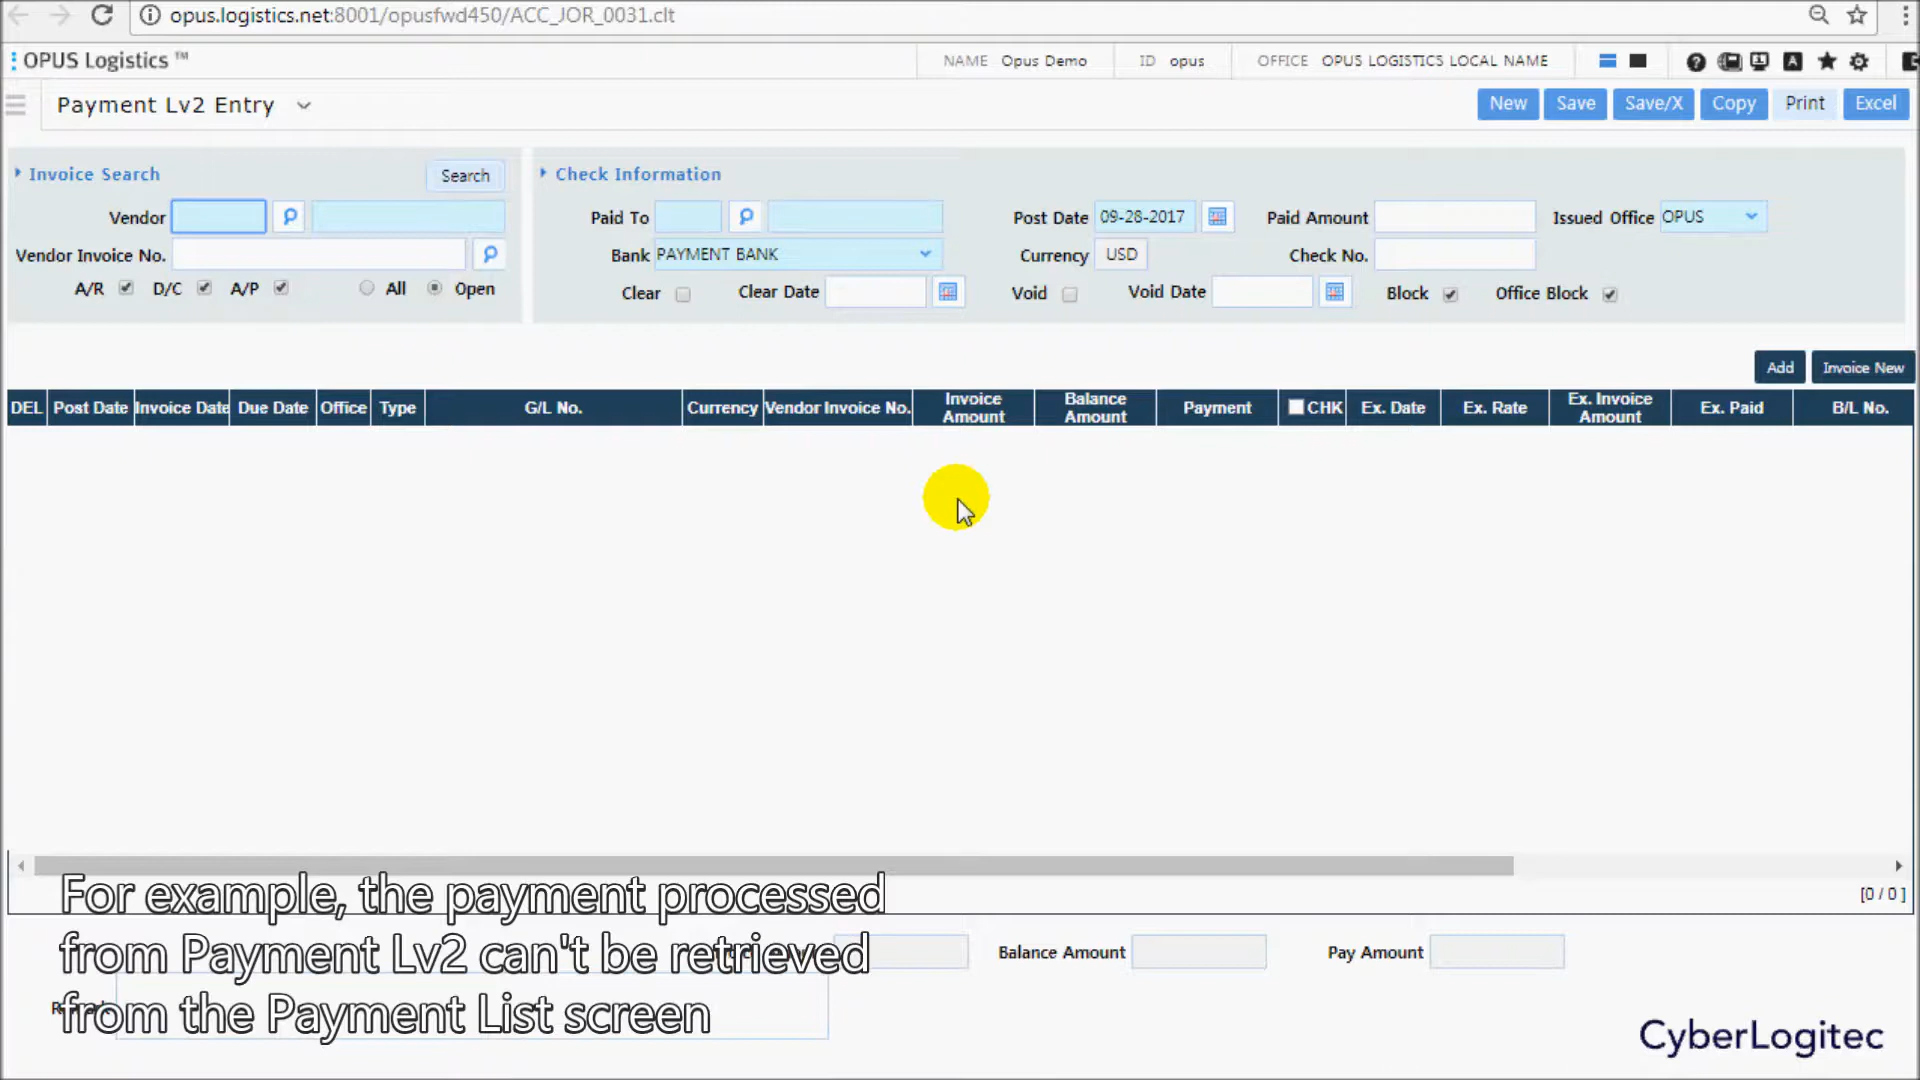 opus.logistics.net:8001/opusfwd450/ACC_JOR_0031.clt
OPUS Logistics ™
NAME Opus Demo
ID opus
OFFICE OPUS LOGISTICS LOCAL NAME
A
Payment Lv2 Entry
New
Save
Save/X
Copy
Print
Excel
Invoice Search
Search
Vendor
Vendor Invoice No.
A/R D/C A/P All Open
Check Information
Paid To
Post Date 09-28-2017
Paid Amount
Issued Office OPUS
Bank PAYMENT BANK
Currency USD
Check No.
Clear
Clear Date
Void
Void Date
Block
Office Block
Add
Invoice New
DEL
Post Date
Invoice Date
Due Date
Office
Type
G/L No.
Currency
Vendor Invoice No.
Invoice
Amount
Balance
Amount
Payment
CHK
Ex. Date
Ex. Rate
Ex. Invoice
Amount
Ex. Paid
B/L No.
[0 / 0 ]
Balance Amount
Pay Amount
For example, the payment processed
from Payment Lv2 can't be retrieved
from the Payment List screen
CyberLogitec